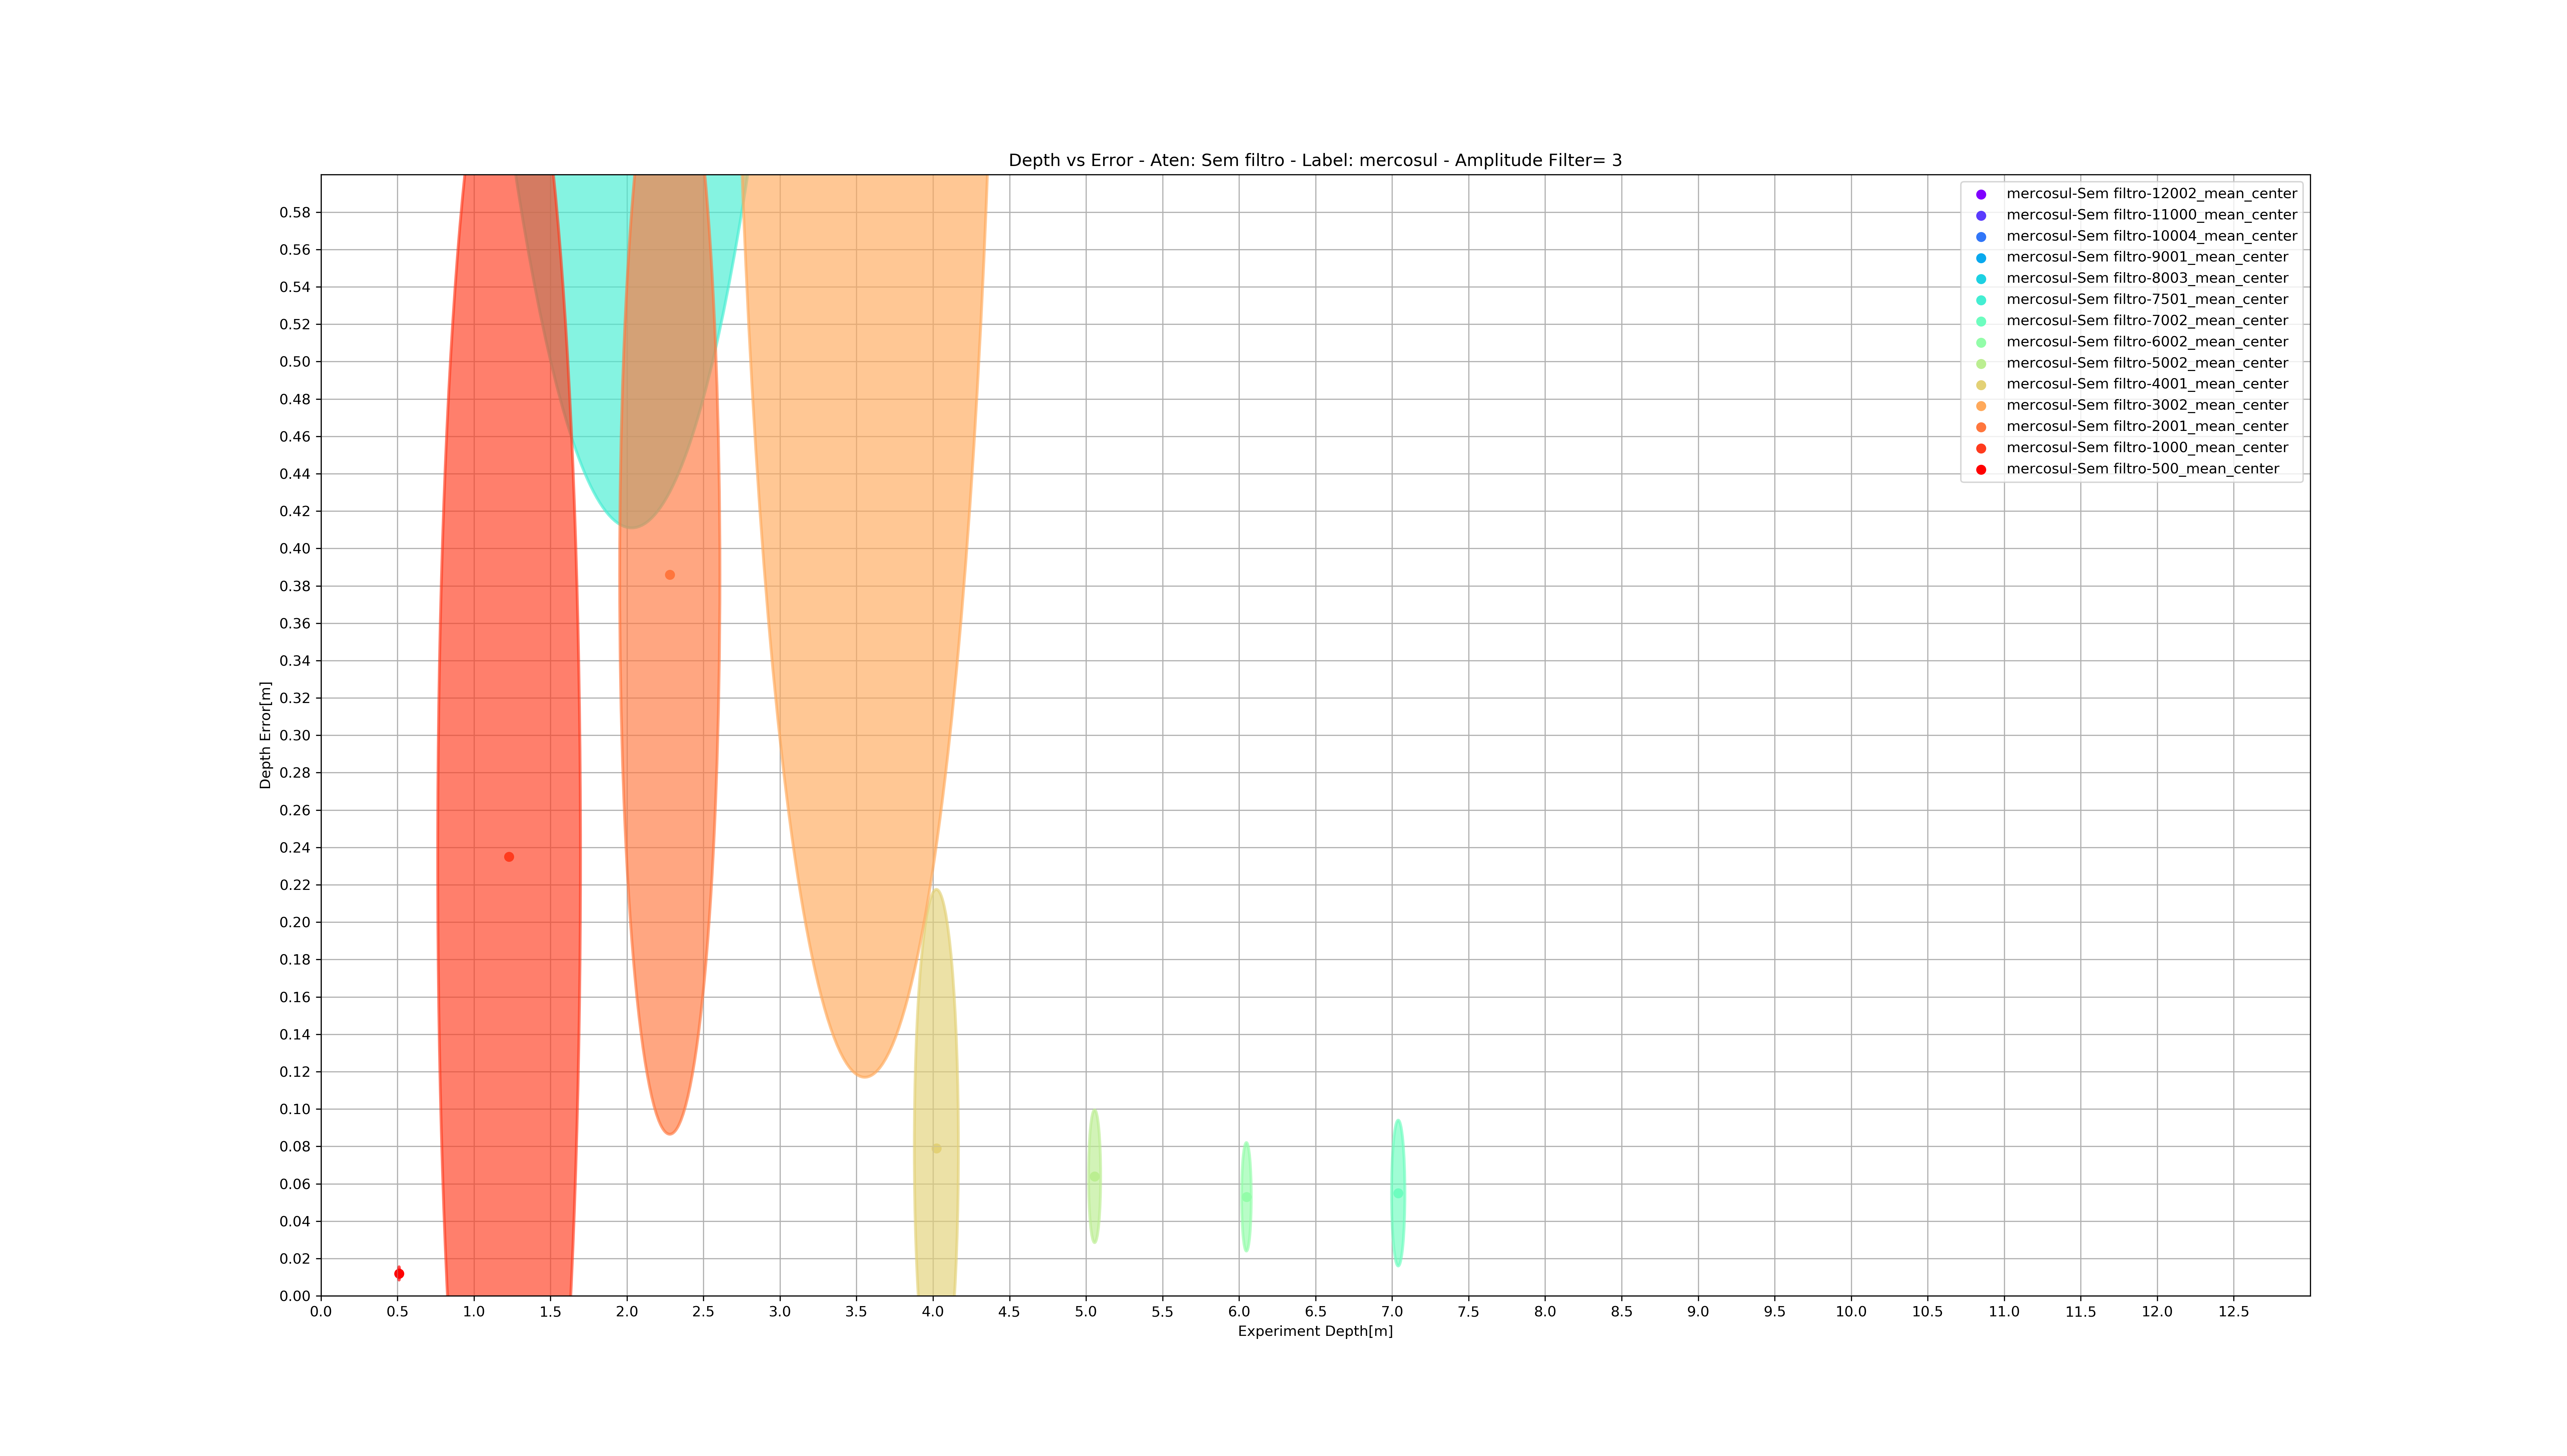 Depth vs Error - Aten: Sem filtro - Label: mercosul - Amplitude Filter= 3
mercosul-Sem filtro-12002_mean_center
mercosul-Sem filtro-11000_mean_center
mercosul-Sem filtro-10004_mean_center
mercosul-Sem filtro-9001_mean_center
mercosul-Sem filtro-8003_mean_center
mercosul-Sem filtro-7501_mean_center
mercosul-Sem filtro-7002_mean_center
mercosul-Sem filtro-6002_mean_center
mercosul-Sem filtro-5002_mean_center
mercosul-Sem filtro-4001_mean_center
mercosul-Sem filtro-3002_mean_center
mercosul-Sem filtro-2001_mean_center
mercosul-Sem filtro-1000_mean_center
mercosul-Sem filtro-500_mean_center
Depth Error[m]
0.58
0.56
0.54
0.52
0.50
0.48
0.46
0.44
0.42
0.40
0.38
0.36
0.34
0.32
0.30
0.28
0.26
0.24
0.22
0.20
0.18
0.16
0.14
0.12
0.10
0.08
0.06
0.04
0.02
0.00
0.0 0.5 1.0 1.5 2.0 2.5 3.0 3.5 4.0 4.5 5.0 5.5 6.0 6.5 7.0 7.5 8.0 8.5 9.0 9.5 10.0 10.5 11.0 11.5 12.0 12.5
Experiment Depth[m]